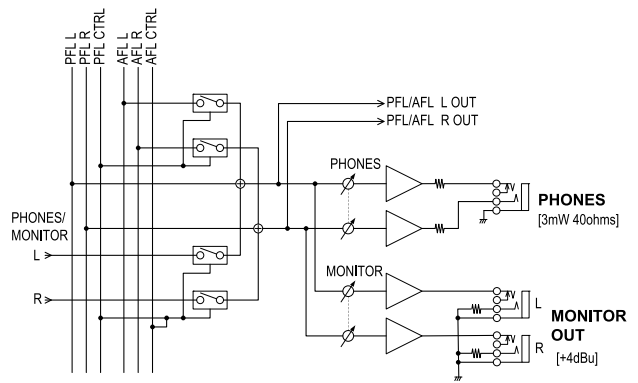 PFL L
PFL R
PFL CTRL
AFL L
AFL R
AFL CTRL
PFL/AFL L OUT
PFL/AFL R OUT
PHONES
PHONES
[3mW 40ohms]
PHONES/
MONITOR
L
R
MONITOR
L
R
MONITOR
OUT
[+4dBu]